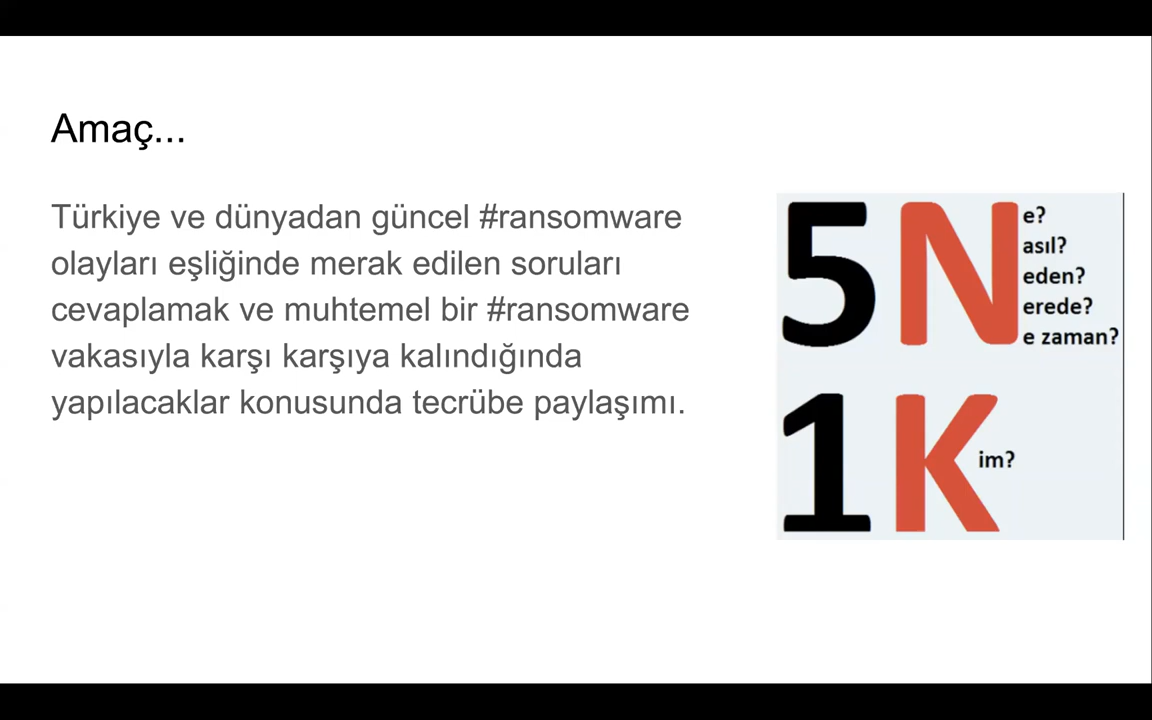 Amaç...
Türkiye ve dünyadan güncel #ransomware
olayları eşliğinde merak edilen soruları
cevaplamak ve muhtemel bir #ransomware
vakasıyla karşı karşıya kalındığında
yapılacaklar konusunda tecrübe paylaşımı.
5N
e?
asıl?
eden?
erede?
e zaman?
1K
im?